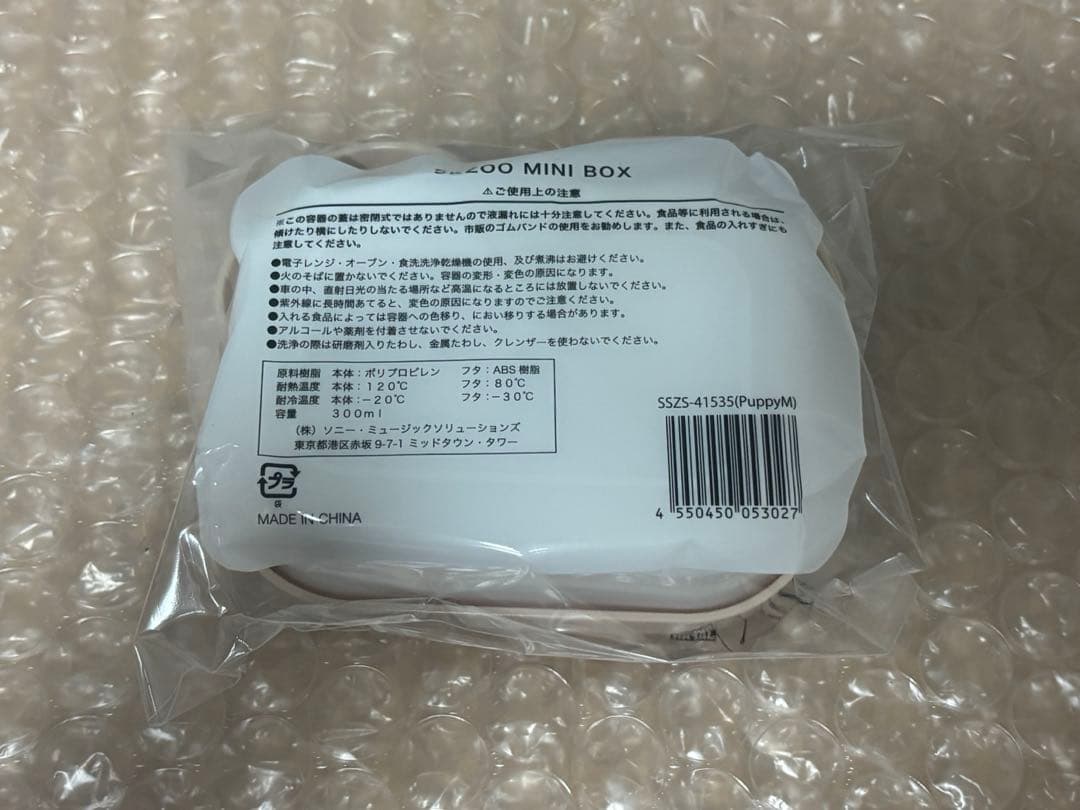 ZOO MINI BOX
⚠ご使用上の注意
※この容器の蓋は密閉式ではありませんので液漏れには十分注意してください。食品等に利用される場合は、
傾けたり横にしたりしないでください。市販のゴムバンドの使用をお勧めします。また、食品の入れすぎにも
注意してください。
●電子レンジ・オーブン・食洗洗浄乾燥機の使用、及び煮沸はお避けください。
●火のそばに置かないでください。容器の変形・変色の原因になります。
●車の中、直射日光の当たる場所など高温になるところには放置しないでください。
●紫外線に長時間あてると、変色の原因になりますのでご注意ください。
●入れる食品によっては容器への色移り、におい移りする場合があります。
●アルコールや薬剤を付着させないでください。
●洗浄の際は研磨剤入りたわし、金属たわし、クレンザーを使わないでください。
原料樹脂 本体：ポリプロピレン フタ：ABS樹脂
耐熱温度 本体：120℃ フタ：80℃
耐冷温度 本体：−20℃ フタ：−30℃
容量 300ml
（株）ソニー・ミュージックソリューションズ
東京都港区赤坂 9-7-1 ミッドタウン・タワー
プラ
袋
MADE IN CHINA
SSZS-41535(PuppyM)
4 550450 053027